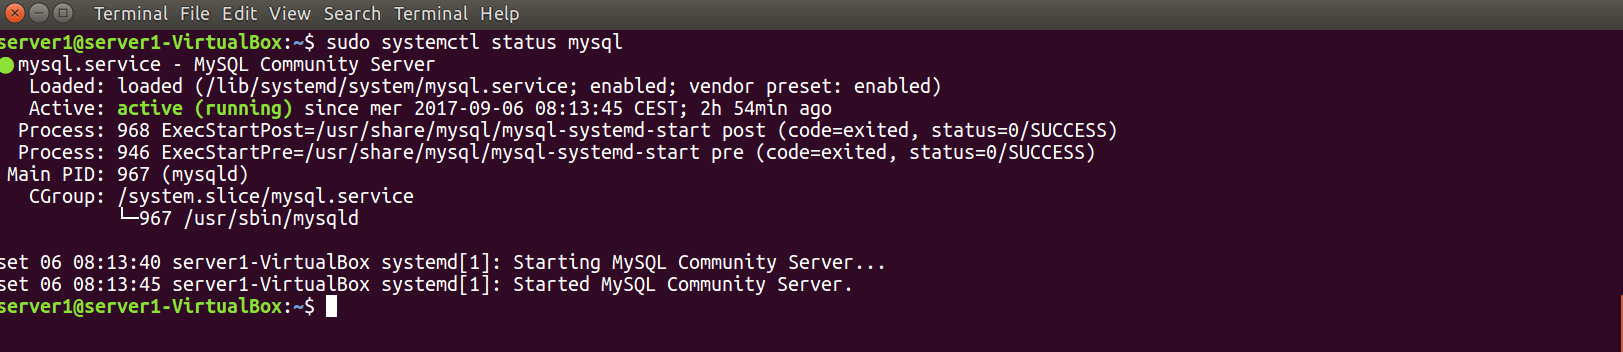 Terminal File Edit View Search Terminal Help
server1@server1-VirtualBox:~$ sudo systemctl status mysql
● mysql.service - MySQL Community Server
   Loaded: loaded (/lib/systemd/system/mysql.service; enabled; vendor preset: enabled)
   Active: active (running) since mer 2017-09-06 08:13:45 CEST; 2h 54min ago
  Process: 968 ExecStartPost=/usr/share/mysql/mysql-systemd-start post (code=exited, status=0/SUCCESS)
  Process: 946 ExecStartPre=/usr/share/mysql/mysql-systemd-start pre (code=exited, status=0/SUCCESS)
 Main PID: 967 (mysqld)
   CGroup: /system.slice/mysql.service
           └─967 /usr/sbin/mysqld

set 06 08:13:40 server1-VirtualBox systemd[1]: Starting MySQL Community Server...
set 06 08:13:45 server1-VirtualBox systemd[1]: Started MySQL Community Server.
server1@server1-VirtualBox:~$